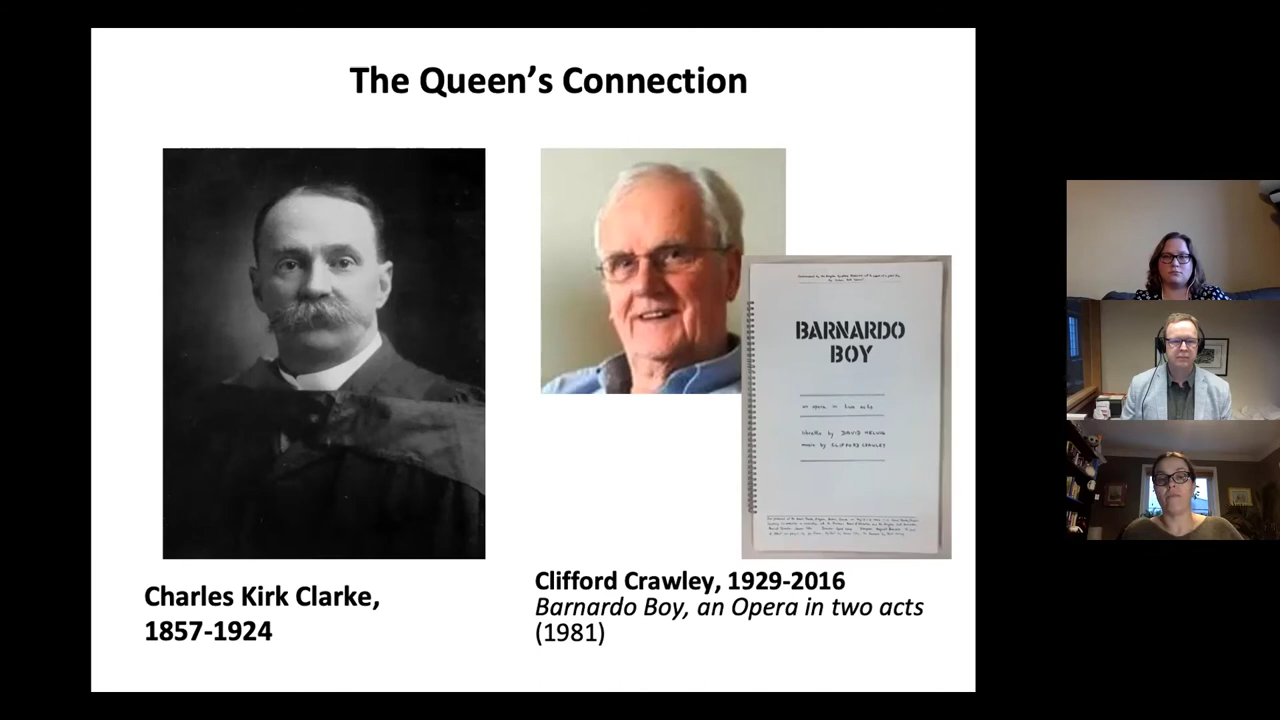 The Queen's Connection
BARNARDO
BOY
an opera in two acts
libretto by DAVID HELWIG
music by CLIFFORD CRAWLEY
Charles Kirk Clarke,
1857-1924
Clifford Crawley, 1929-2016
Barnardo Boy, an Opera in two acts
(1981)